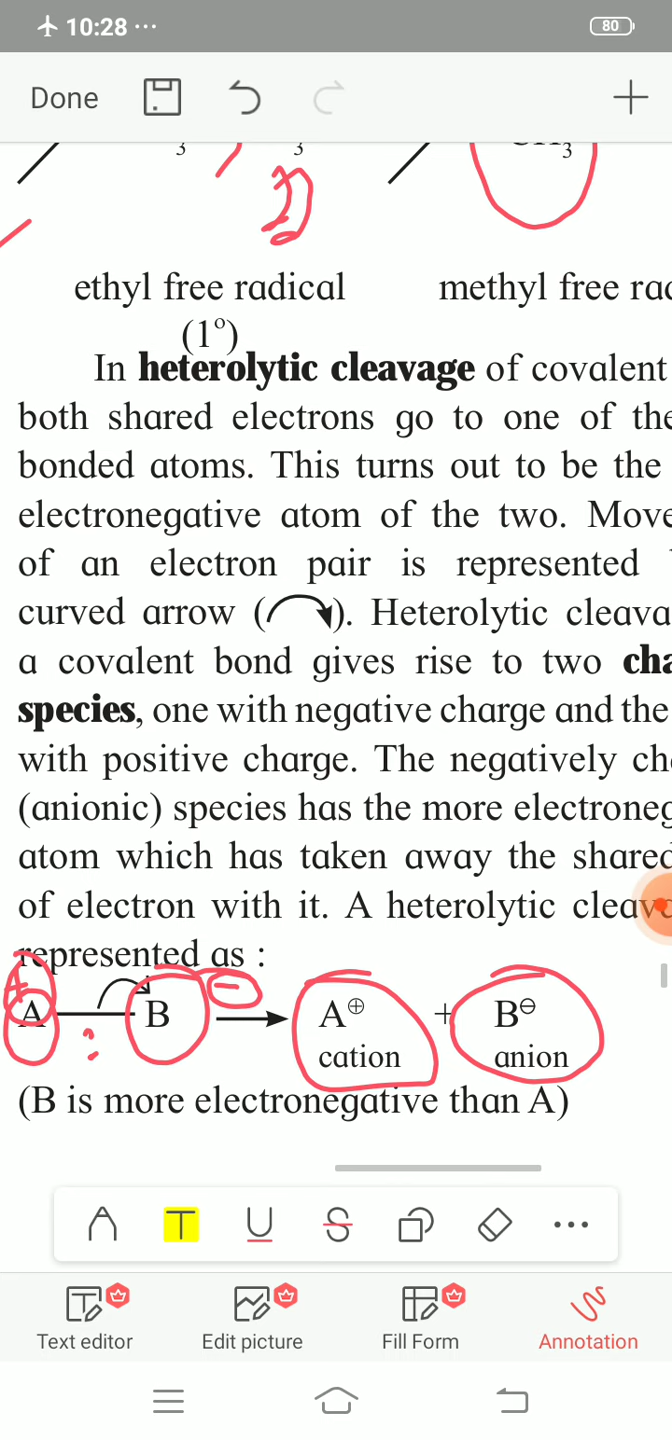 10:28 ...
80
Done
3 3 CH3
2)
ethyl free radical methyl free
(1°)
In heterolytic cleavage of covalent
both shared electrons go to one of the
bonded atoms. This turns out to be the
electronegative atom of the two. Move
of an electron pair is represented
curved arrow (⤵). Heterolytic cleava
a covalent bond gives rise to two cha
species, one with negative charge and the
with positive charge. The negatively ch
(anionic) species has the more electroneg
atom which has taken away the shared
of electron with it. A heterolytic cleava
represented as :
+ −
A — B → A⊕ + B⊖
cation anion
(B is more electronegative than A)
T U S ...
Text editor Edit picture Fill Form Annotation